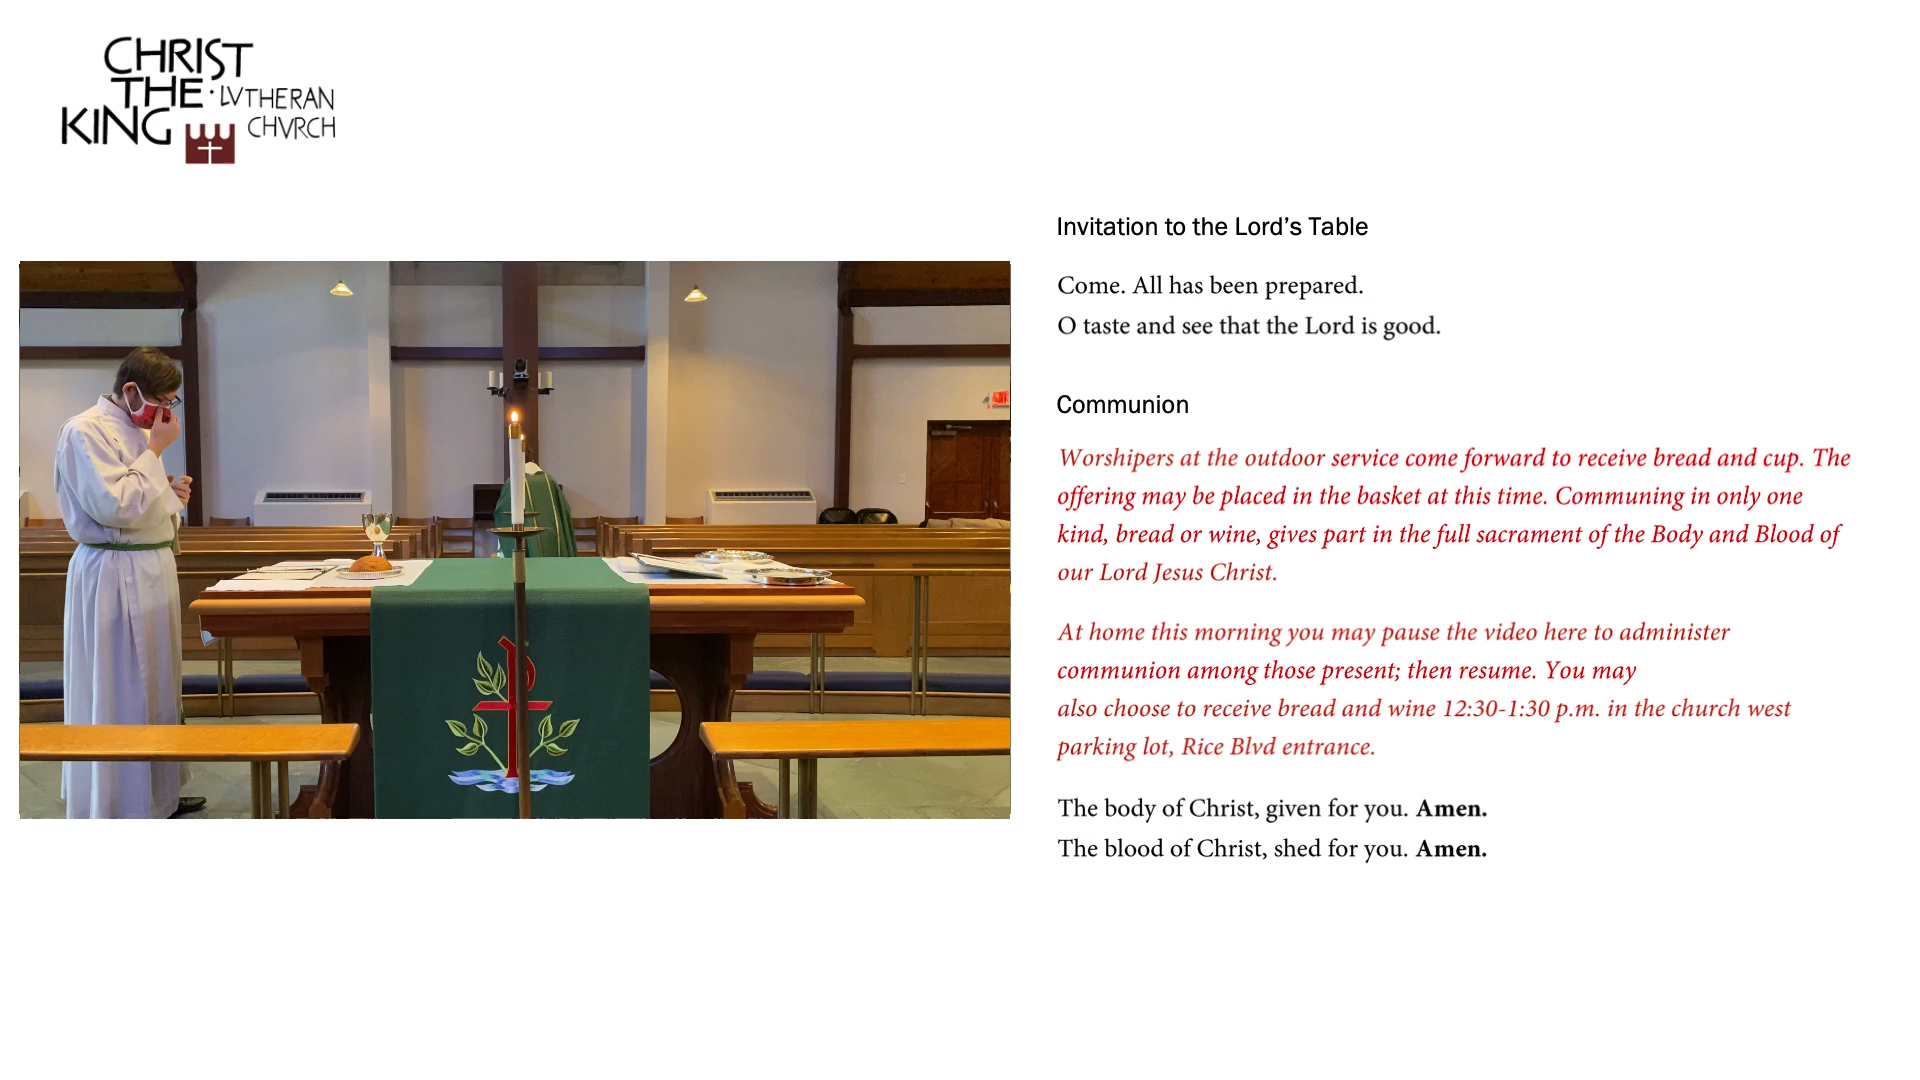 CHRIST
THE · LVTHERAN
KING CHVRCH
Invitation to the Lord’s Table
Come. All has been prepared.
O taste and see that the Lord is good.
Communion
Worshipers at the outdoor service come forward to receive bread and cup. The
offering may be placed in the basket at this time. Communing in only one
kind, bread or wine, gives part in the full sacrament of the Body and Blood of
our Lord Jesus Christ.
At home this morning you may pause the video here to administer
communion among those present; then resume. You may
also choose to receive bread and wine 12:30-1:30 p.m. in the church west
parking lot, Rice Blvd entrance.
The body of Christ, given for you. Amen.
The blood of Christ, shed for you. Amen.